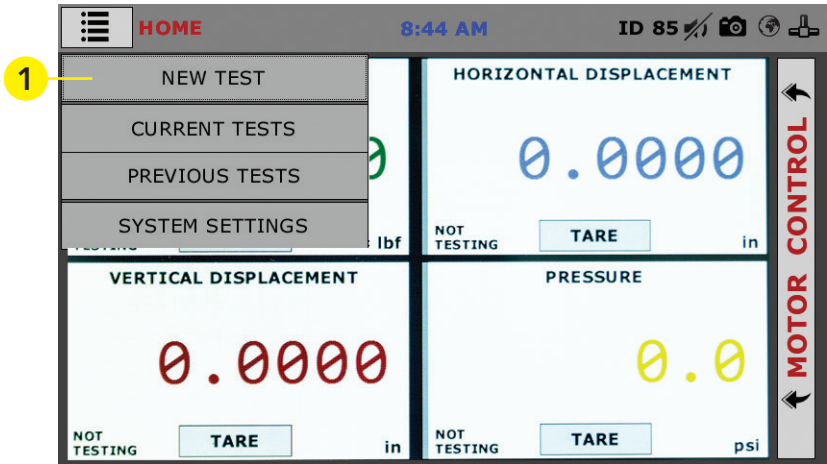 HOME
8:44 AM
ID 85
1
NEW TEST
CURRENT TESTS
PREVIOUS TESTS
SYSTEM SETTINGS
lbf
HORIZONTAL DISPLACEMENT
0.0000
NOT
TESTING
TARE
in
VERTICAL DISPLACEMENT
0.0000
NOT
TESTING
TARE
in
PRESSURE
0.0
NOT
TESTING
TARE
psi
MOTOR CONTROL